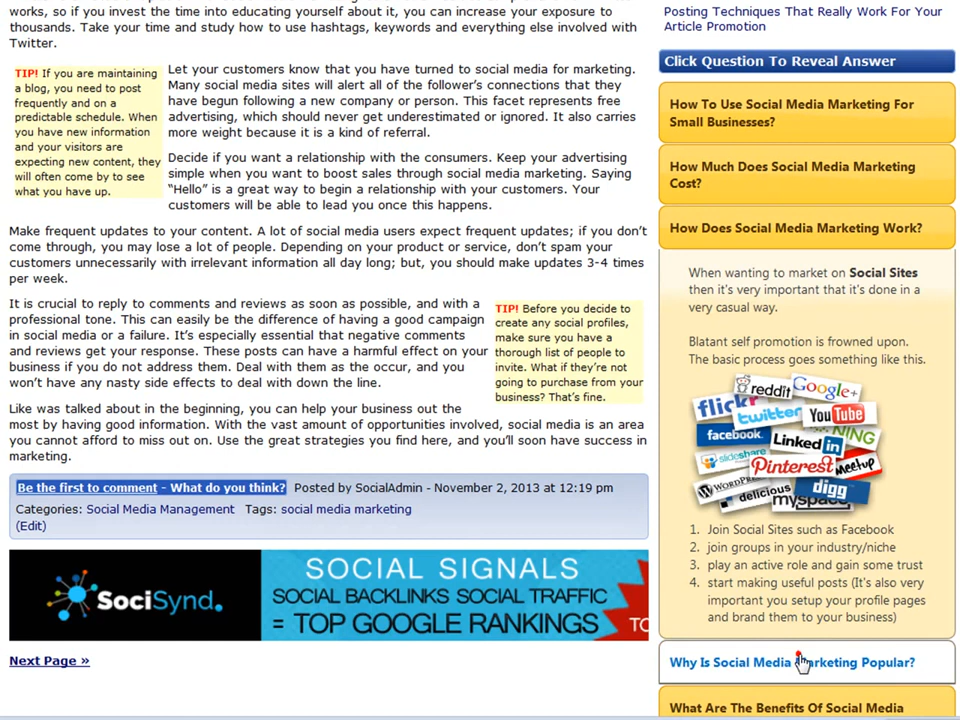 works, so if you invest the time into educating yourself about it, you can increase your exposure to
thousands. Take your time and study how to use hashtags, keywords and everything else involved with
Twitter.
TIP! If you are maintaining
a blog, you need to post
frequently and on a
predictable schedule. When
you have new information
and your visitors are
expecting new content, they
will often come by to see
what you have up.
Let your customers know that you have turned to social media for marketing.
Many social media sites will alert all of the follower's connections that they
have begun following a new company or person. This facet represents free
advertising, which should never get underestimated or ignored. It also carries
more weight because it is a kind of referral.
Decide if you want a relationship with the consumers. Keep your advertising
simple when you want to boost sales through social media marketing. Saying
“Hello” is a great way to begin a relationship with your customers. Your
customers will be able to lead you once this happens.
Make frequent updates to your content. A lot of social media users expect frequent updates; if you don't
come through, you may lose a lot of people. Depending on your product or service, don't spam your
customers unnecessarily with irrelevant information all day long; but, you should make updates 3-4 times
per week.
It is crucial to reply to comments and reviews as soon as possible, and with a
professional tone. This can easily be the difference of having a good campaign
in social media or a failure. It's especially essential that negative comments
and reviews get your response. These posts can have a harmful effect on your
business if you do not address them. Deal with them as the occur, and you
won't have any nasty side effects to deal with down the line.
TIP! Before you decide to
create any social profiles,
make sure you have a
thorough list of people to
invite. What if they're not
going to purchase from your
business? That's fine.
Like was talked about in the beginning, you can help your business out the
most by having good information. With the vast amount of opportunities involved, social media is an area
you cannot afford to miss out on. Use the great strategies you find here, and you'll soon have success in
marketing.
Be the first to comment - What do you think? Posted by SocialAdmin - November 2, 2013 at 12:19 pm
Categories: Social Media Management Tags: social media marketing
(Edit)
SociSynd.
SOCIAL SIGNALS
SOCIAL BACKLINKS SOCIAL TRAFFIC
= TOP GOOGLE RANKINGS
TO
Next Page »
Posting Techniques That Really Work For Your
Article Promotion
Click Question To Reveal Answer
How To Use Social Media Marketing For
Small Businesses?
How Much Does Social Media Marketing
Cost?
How Does Social Media Marketing Work?
When wanting to market on Social Sites
then it's very important that it's done in a
very casual way.
Blatant self promotion is frowned upon.
The basic process goes something like this.
reddit Google+
flickr twitter YouTube
facebook. LinkedIn NING
slideshare Pinterest Meetup
WORDPRESS delicious myspace digg
1. Join Social Sites such as Facebook
2. join groups in your industry/niche
3. play an active role and gain some trust
4. start making useful posts (It's also very
important you setup your profile pages
and brand them to your business)
Why Is Social Media Marketing Popular?
What Are The Benefits Of Social Media